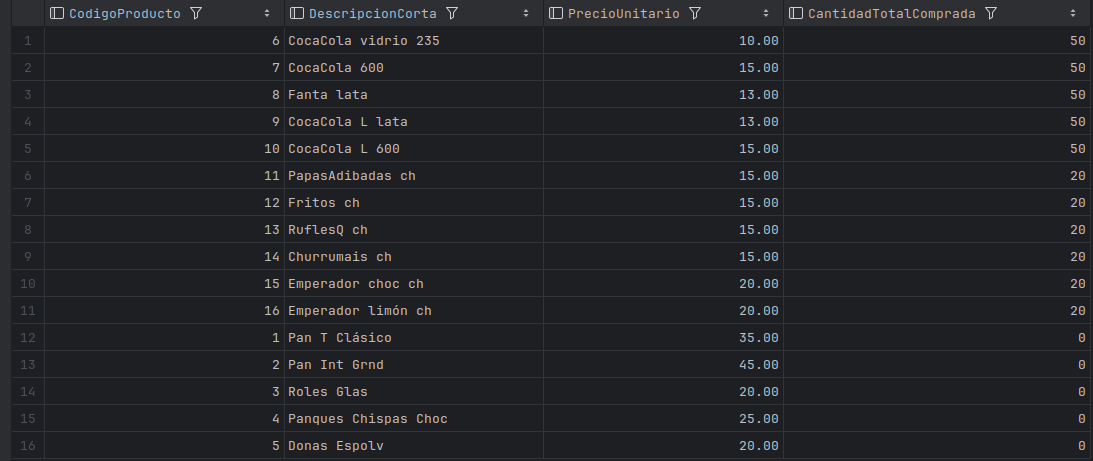 CodigoProducto DescripcionCorta PrecioUnitario CantidadTotalComprada
1 6 CocaCola vidrio 235 10.00 50
2 7 CocaCola 600 15.00 50
3 8 Fanta lata 13.00 50
4 9 CocaCola L lata 13.00 50
5 10 CocaCola L 600 15.00 50
6 11 PapasAdibadas ch 15.00 20
7 12 Fritos ch 15.00 20
8 13 RuflesQ ch 15.00 20
9 14 Churrumais ch 15.00 20
10 15 Emperador choc ch 20.00 20
11 16 Emperador limón ch 20.00 20
12 1 Pan T Clásico 35.00 0
13 2 Pan Int Grnd 45.00 0
14 3 Roles Glas 20.00 0
15 4 Panques Chispas Choc 25.00 0
16 5 Donas Espolv 20.00 0